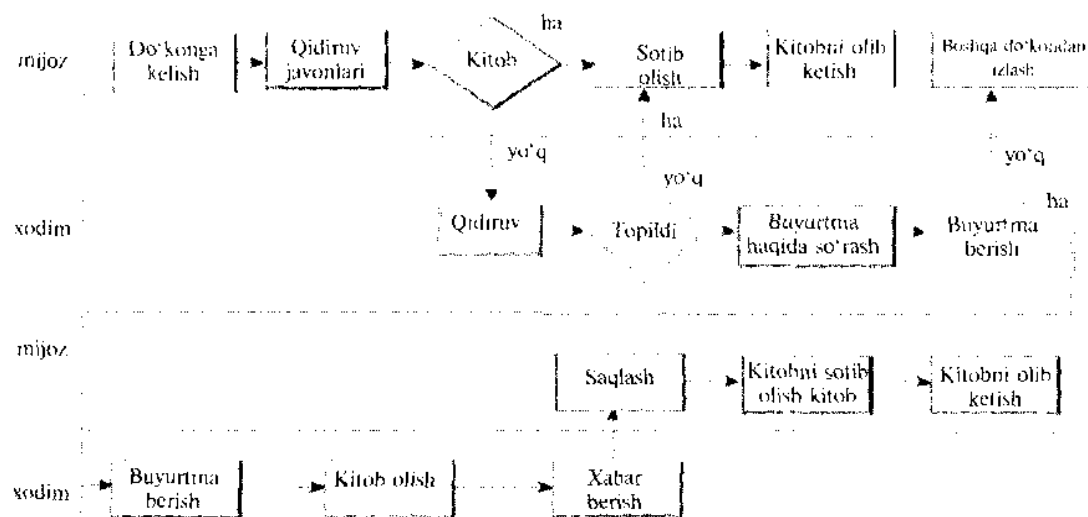 ha
mijoz
Do‘konga
kelish
Qidiruv
javonlari
Kitob
Sotib
olish
Kitobni olib
ketish
Boshqa do‘kondan
izlash
ha
yo‘q
yo‘q
yo‘q
ha
xodim
Qidiruv
Topildi
Buyurtma
haqida so‘rash
Buyurtma
berish
mijoz
Saqlash
Kitobni sotib
olish kitob
Kitobni olib
ketish
xodim
Buyurtma
berish
Kitob olish
Xabar
berish